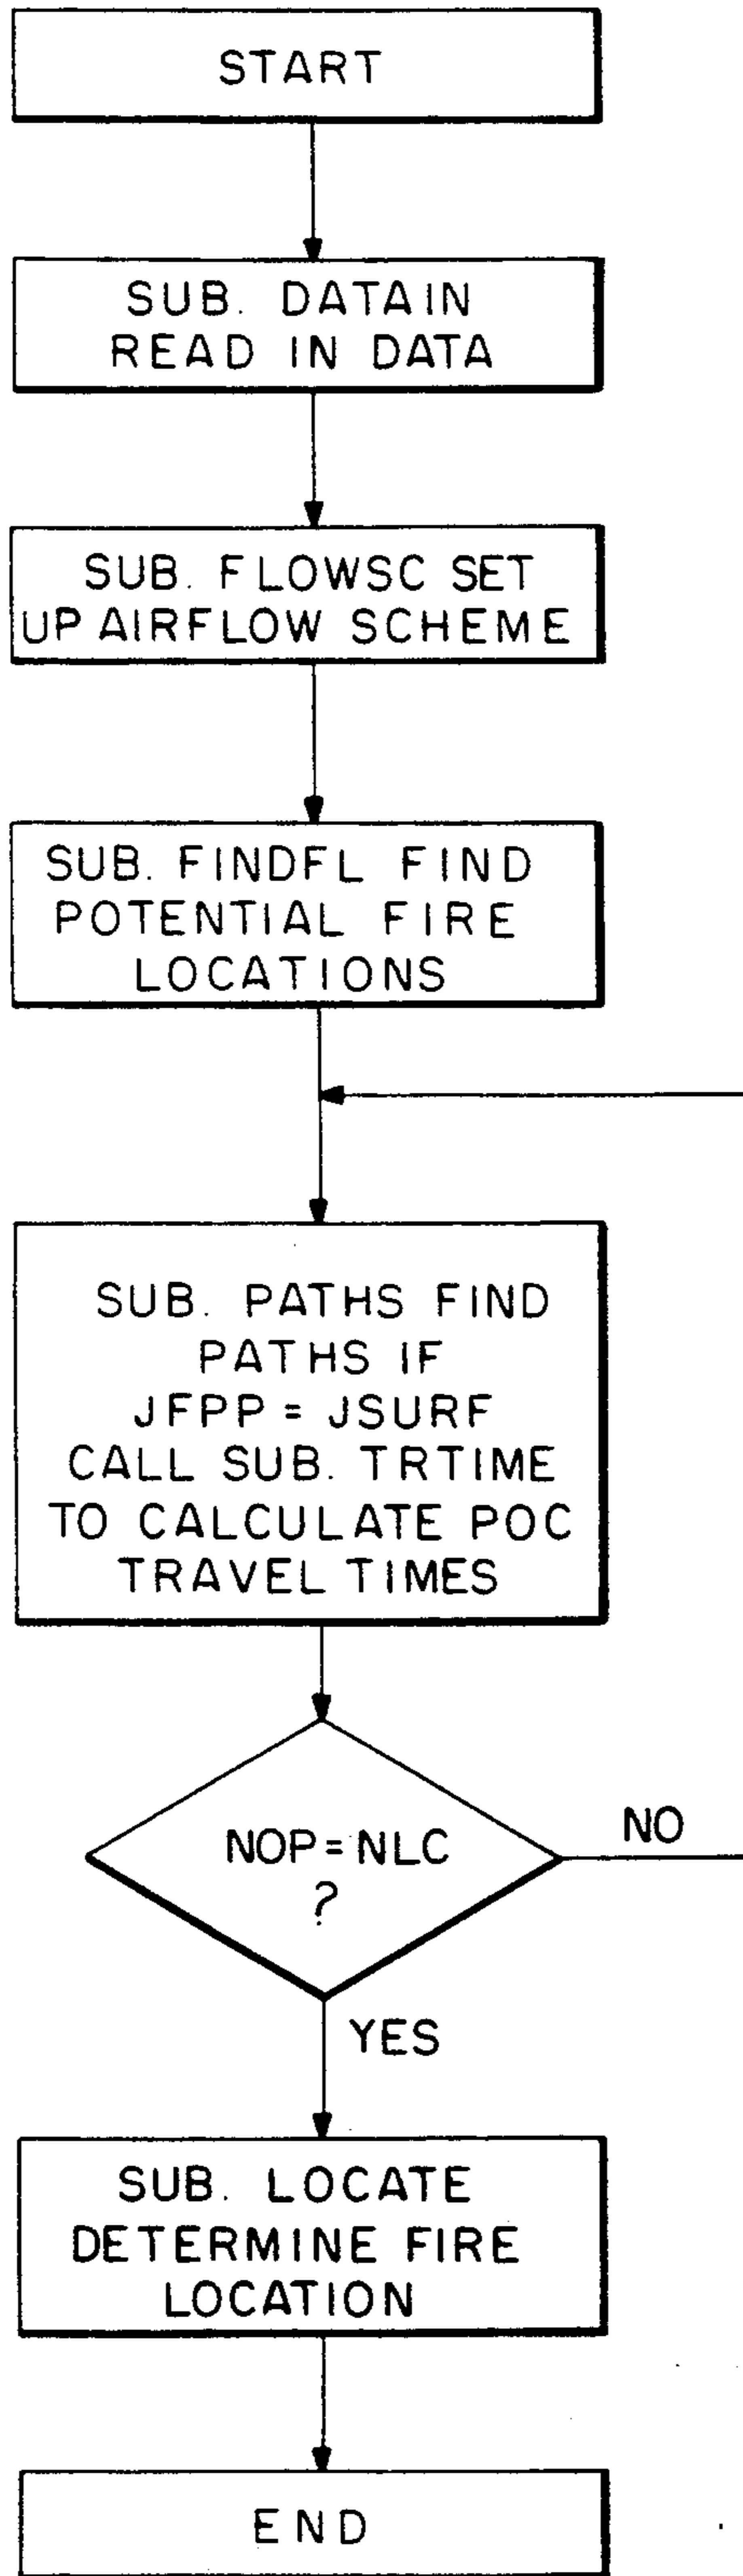 START
SUB. DATAIN
READ IN DATA
SUB. FLOWSC SET
UP AIRFLOW SCHEME
SUB. FINDFL FIND
POTENTIAL FIRE
LOCATIONS
SUB. PATHS FIND
PATHS IF
JFPP = JSURF
CALL SUB. TRTIME
TO CALCULATE POC
TRAVEL TIMES
NOP = NLC
?
NO
YES
SUB. LOCATE
DETERMINE FIRE
LOCATION
END